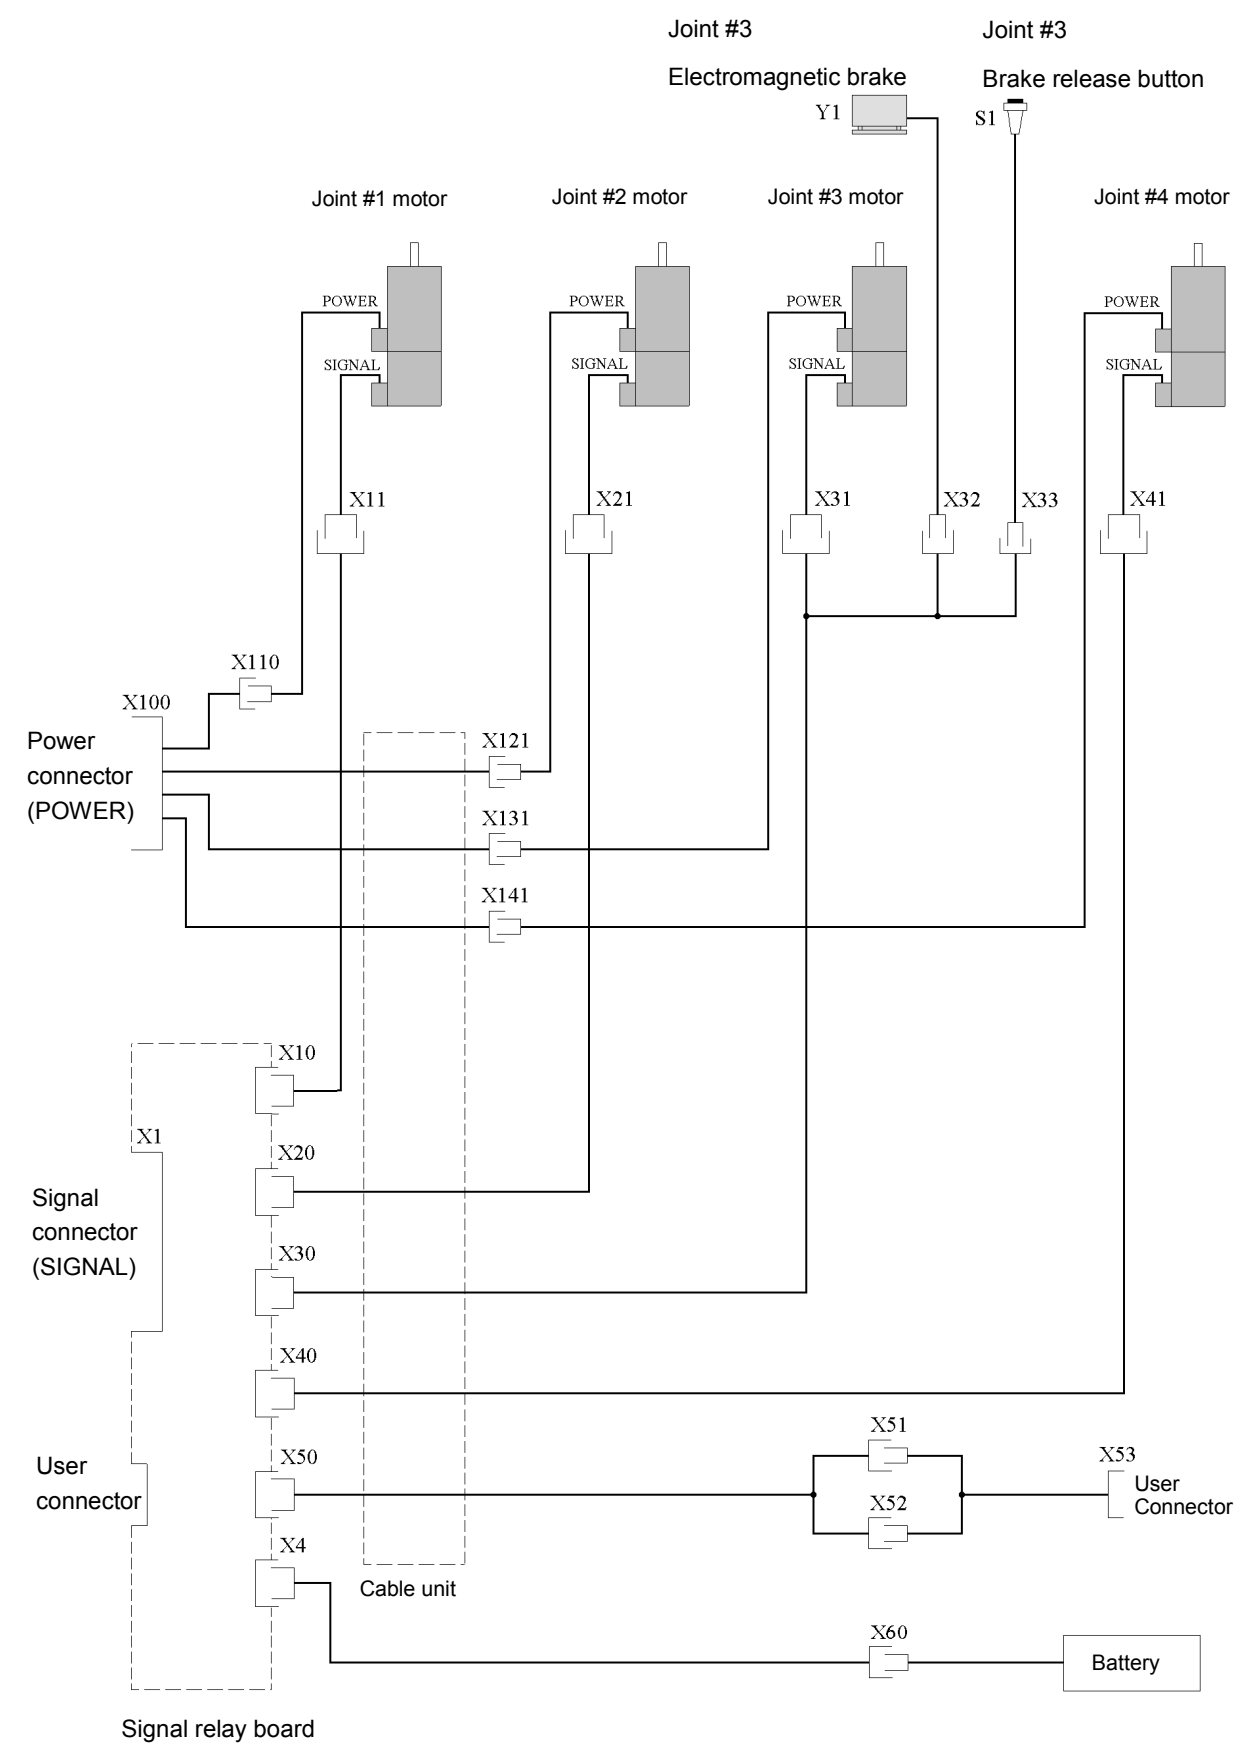 Joint #3
Joint #3
Electromagnetic brake
Brake release button
Y1
S1
Joint #1 motor
Joint #2 motor
Joint #3 motor
Joint #4 motor
POWER
POWER
POWER
POWER
SIGNAL
SIGNAL
SIGNAL
SIGNAL
X11
X21
X31
X32
X33
X41
X110
X100
Power
connector
(POWER)
X121
X131
X141
X10
X1
X20
Signal
connector
(SIGNAL)
X30
X40
X50
User
connector
X51
X52
X53
User
Connector
X4
Cable unit
X60
Battery
Signal relay board